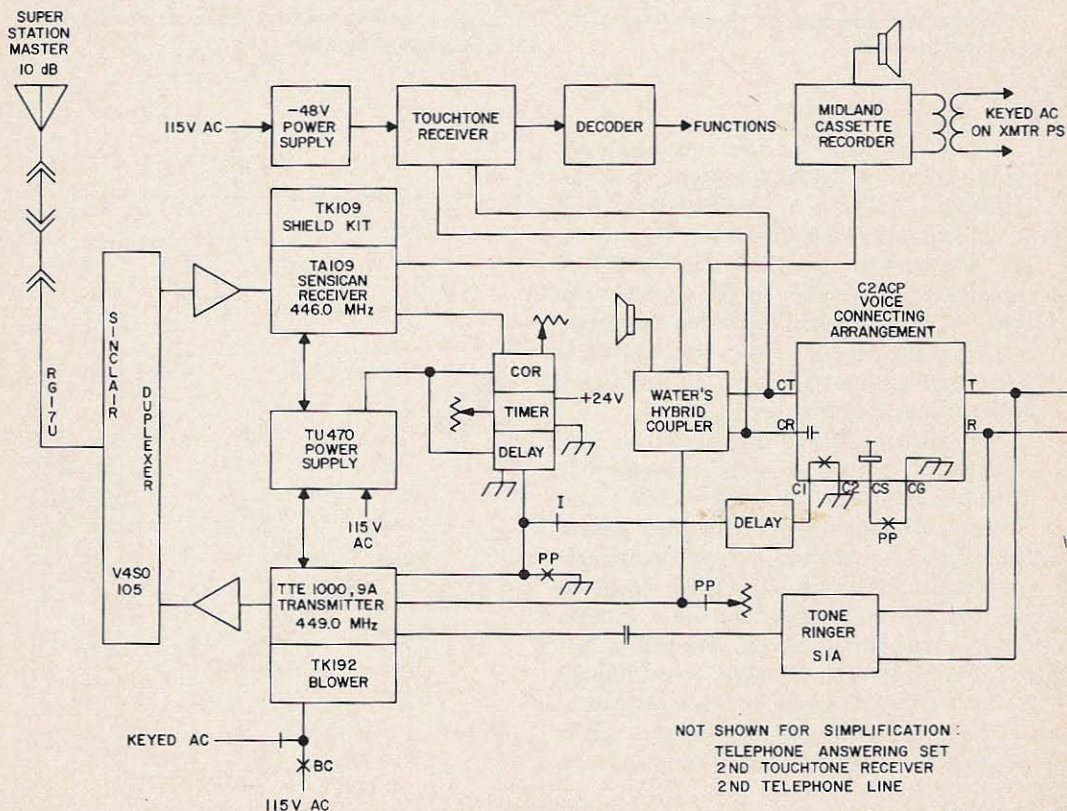 SUPER
STATION
MASTER
10 dB
115V AC
-48V
POWER
SUPPLY
TOUCHTONE
RECEIVER
DECODER
FUNCTIONS
MIDLAND
CASSETTE
RECORDER
KEYED AC
ON XMTR PS
TK109
SHIELD KIT
TA109
SENSICAN
RECEIVER
446.0 MHz
C2ACP
VOICE
CONNECTING
ARRANGEMENT
SINCLAIR
DUPLEXER
V4S0
105
RG17U
COR
TIMER
DELAY
+24V
WATER'S
HYBRID
COUPLER
CT
CR
T
R
T
C1
C2
CS
CG
PP
TU470
POWER
SUPPLY
115V
AC
I
DELAY
PP
PP
TTE 1000, 9A
TRANSMITTER
449.0 MHz
TK192
BLOWER
TONE
RINGER
S1A
KEYED AC
BC
115V AC
NOT SHOWN FOR SIMPLIFICATION:
TELEPHONE ANSWERING SET
2ND TOUCHTONE RECEIVER
2ND TELEPHONE LINE